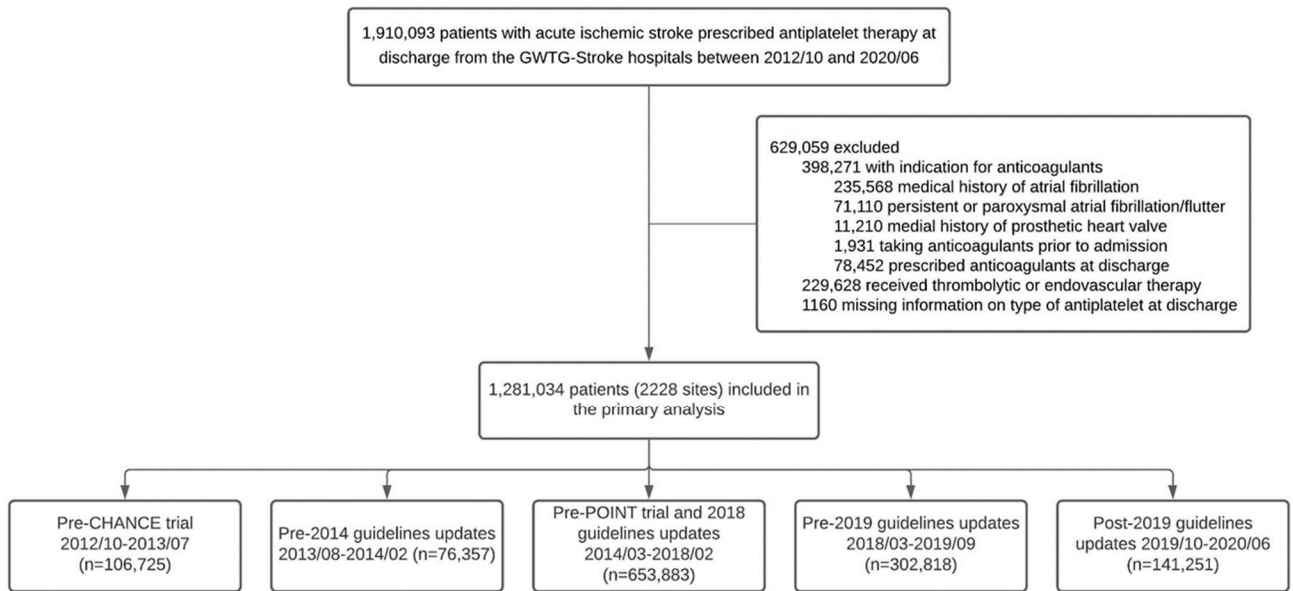 1,910,093 patients with acute ischemic stroke prescribed antiplatelet therapy at
discharge from the GWTG-Stroke hospitals between 2012/10 and 2020/06
629,059 excluded
398,271 with indication for anticoagulants
235,568 medical history of atrial fibrillation
71,110 persistent or paroxysmal atrial fibrillation/flutter
11,210 medial history of prosthetic heart valve
1,931 taking anticoagulants prior to admission
78,452 prescribed anticoagulants at discharge
229,628 received thrombolytic or endovascular therapy
1160 missing information on type of antiplatelet at discharge
1,281,034 patients (2228 sites) included in
the primary analysis
Pre-CHANCE trial
2012/10-2013/07
(n=106,725)
Pre-2014 guidelines updates
2013/08-2014/02 (n=76,357)
Pre-POINT trial and 2018
guidelines updates
2014/03-2018/02
(n=653,883)
Pre-2019 guidelines updates
2018/03-2019/09
(n=302,818)
Post-2019 guidelines
updates 2019/10-2020/06
(n=141,251)